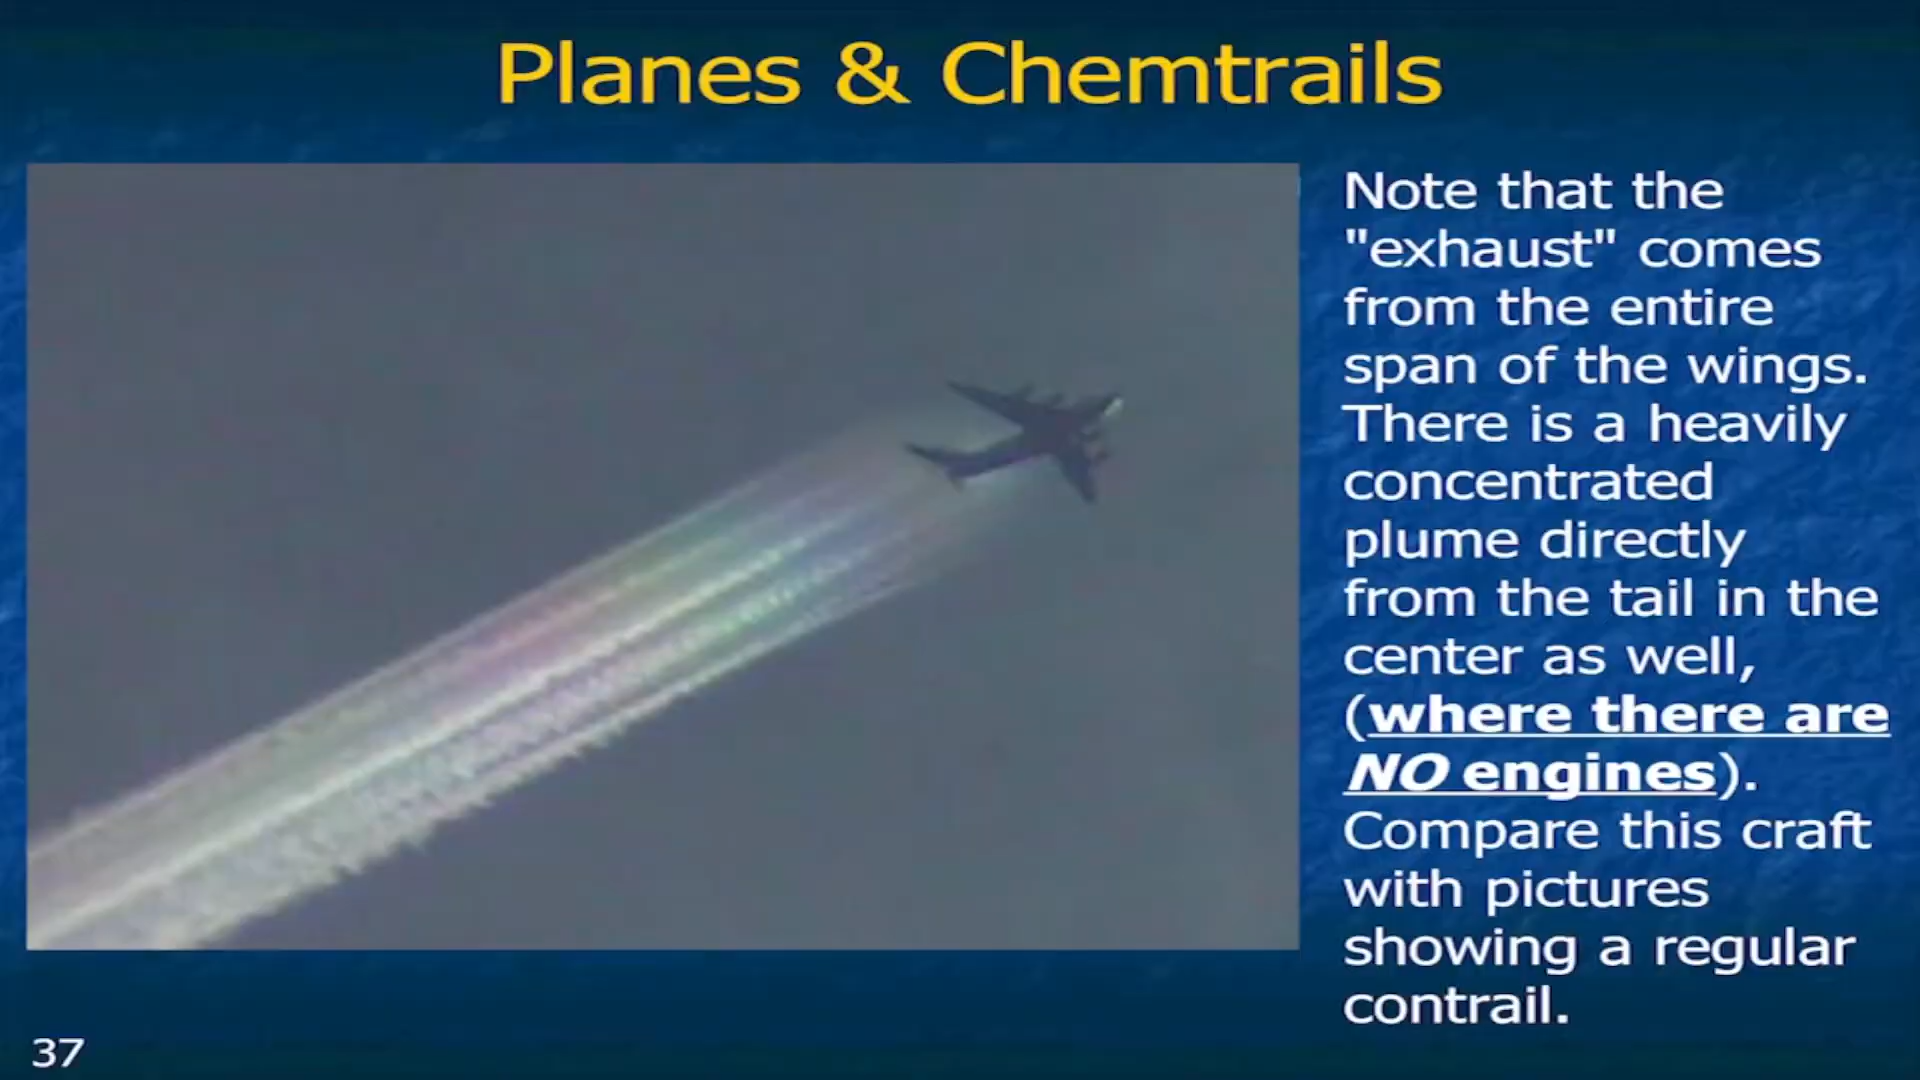 Planes & Chemtrails
Note that the
"exhaust" comes
from the entire
span of the wings.
There is a heavily
concentrated
plume directly
from the tail in the
center as well,
(where there are
NO engines).
Compare this craft
with pictures
showing a regular
contrail.
37